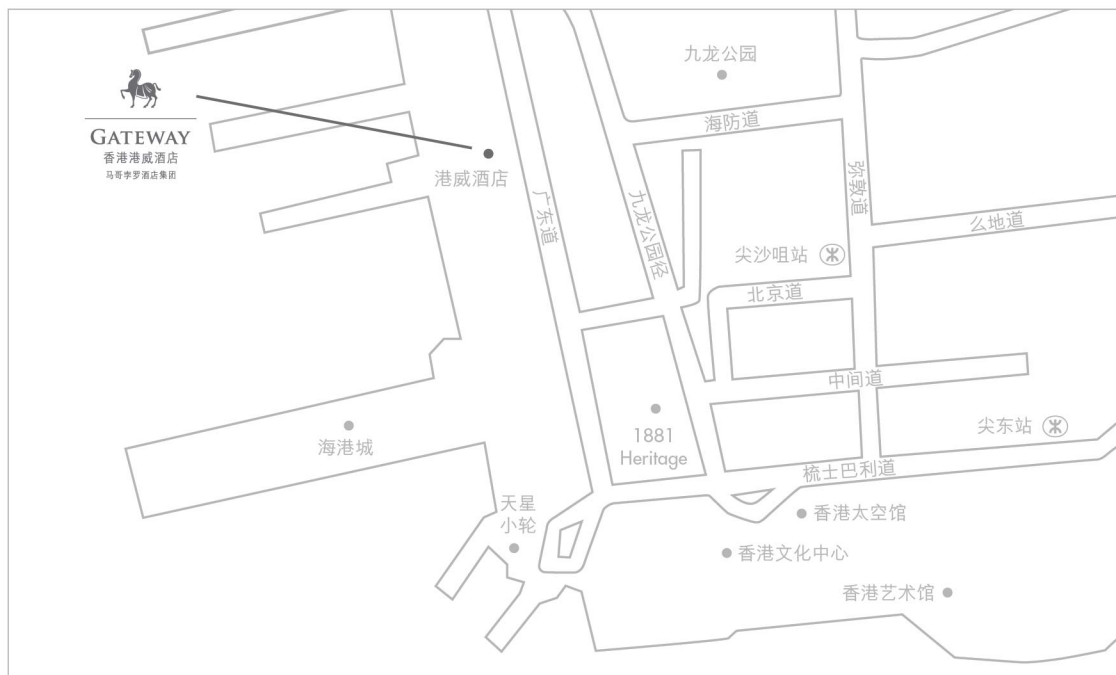 九龙公园
海防道
GATEWAY
香港港威酒店
马哥孛罗酒店集团
港威酒店
广东道
九龙公园径
弥敦道
么地道
尖沙咀站
北京道
中间道
1881
Heritage
尖东站
海港城
梳士巴利道
天星
小轮
香港太空馆
香港文化中心
香港艺术馆